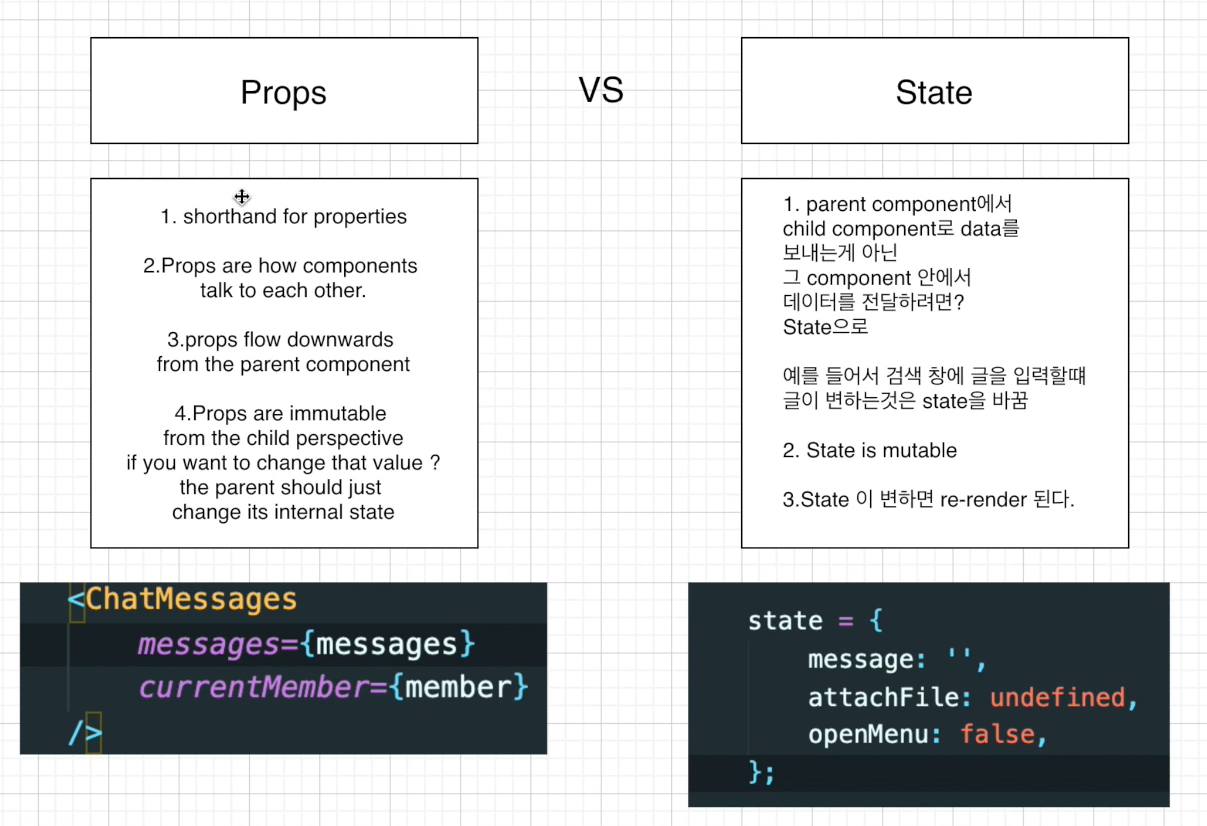 Props
VS
State
1. shorthand for properties
2.Props are how components
talk to each other.
3.props flow downwards
from the parent component
4.Props are immutable
from the child perspective
if you want to change that value ?
the parent should just
change its internal state
1. parent component에서
child component로 data를
보내는게 아닌
그 component 안에서
데이터를 전달하려면?
State으로
예를 들어서 검색 창에 글을 입력할떄
글이 변하는것은 state을 바꿈
2. State is mutable
3.State 이 변하면 re-render 된다.
<ChatMessages
messages={messages}
currentMember={member}
/>
state = {
message: '',
attachFile: undefined,
openMenu: false,
};